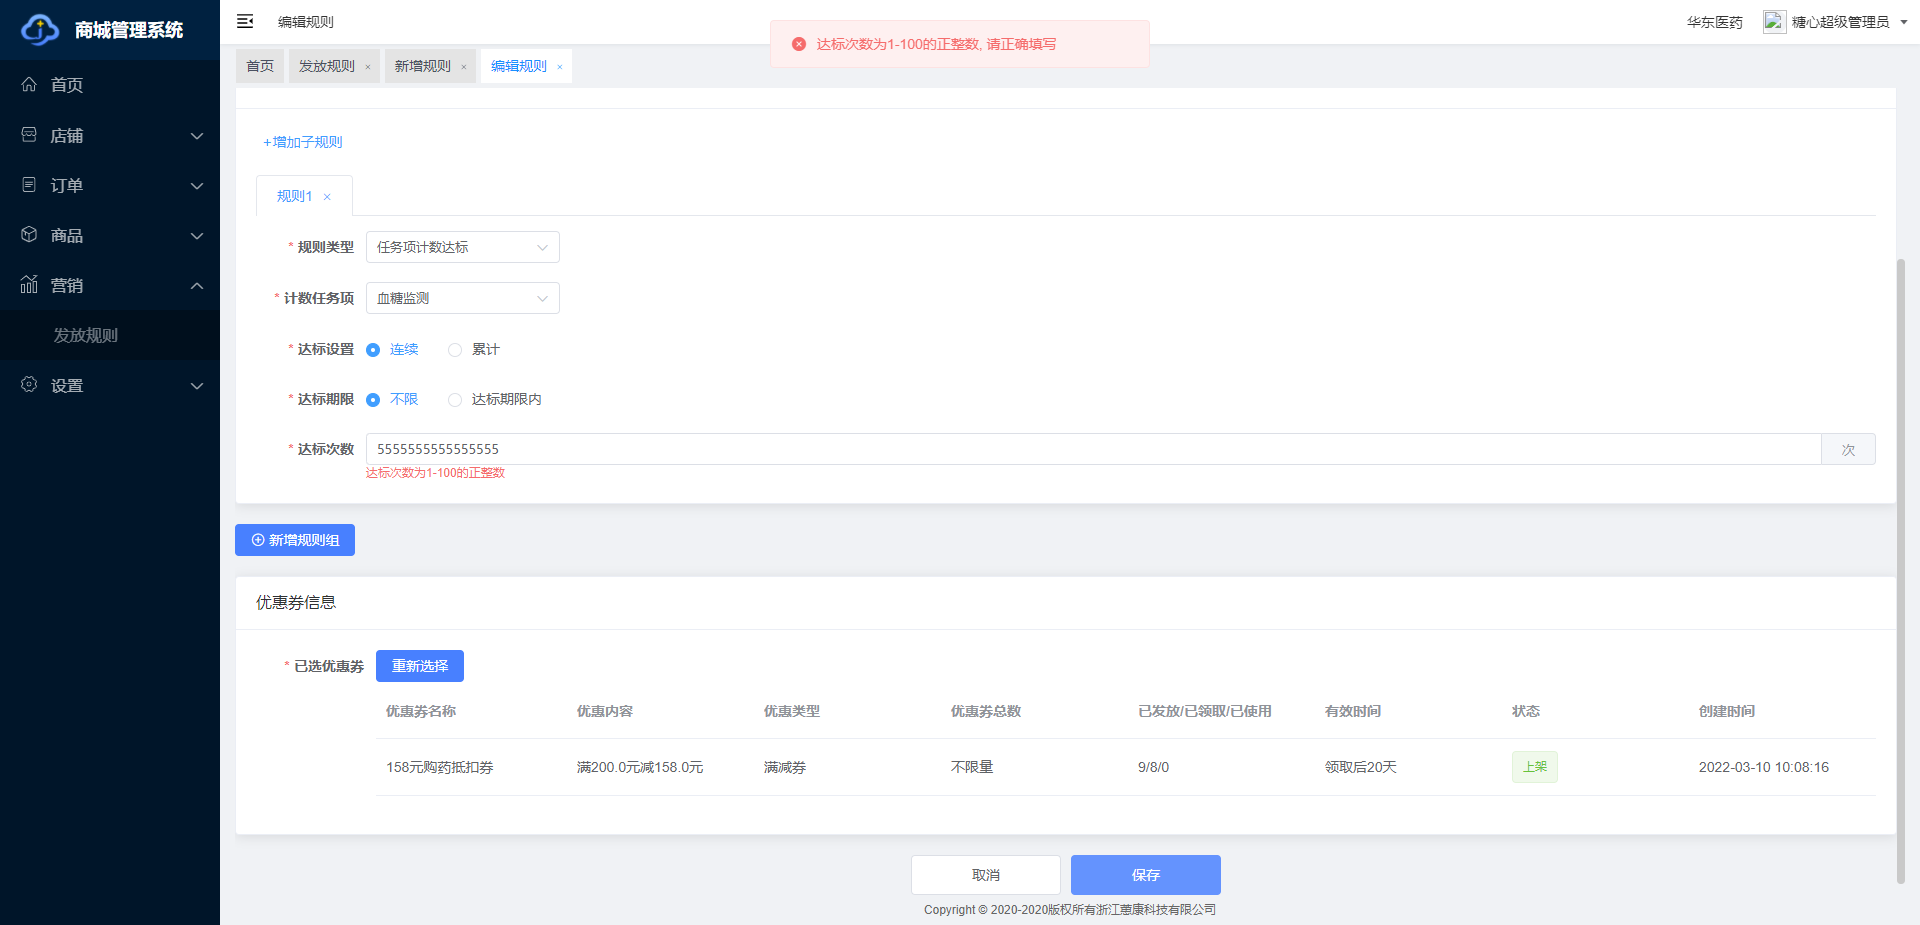 商城管理系统
编辑规则
达标次数为1-100的正整数, 请正确填写
华东医药
糖心超级管理员
首页
店铺
订单
商品
营销
发放规则
设置
首页 发放规则 × 新增规则 × 编辑规则 ×
+增加子规则
规则1 ×
* 规则类型 任务项计数达标
* 计数任务项 血糖监测
* 达标设置 连续 累计
* 达标期限 不限 达标期限内
* 达标次数 5555555555555555 次
达标次数为1-100的正整数
新增规则组
优惠券信息
* 已选优惠券 重新选择
优惠券名称 优惠内容 优惠类型 优惠券总数 已发放/已领取/已使用 有效时间 状态 创建时间
158元购药抵扣券 满200.0元减158.0元 满减券 不限量 9/8/0 领取后20天 上架 2022-03-10 10:08:16
取消 保存
Copyright © 2020-2020版权所有浙江康科技有限公司